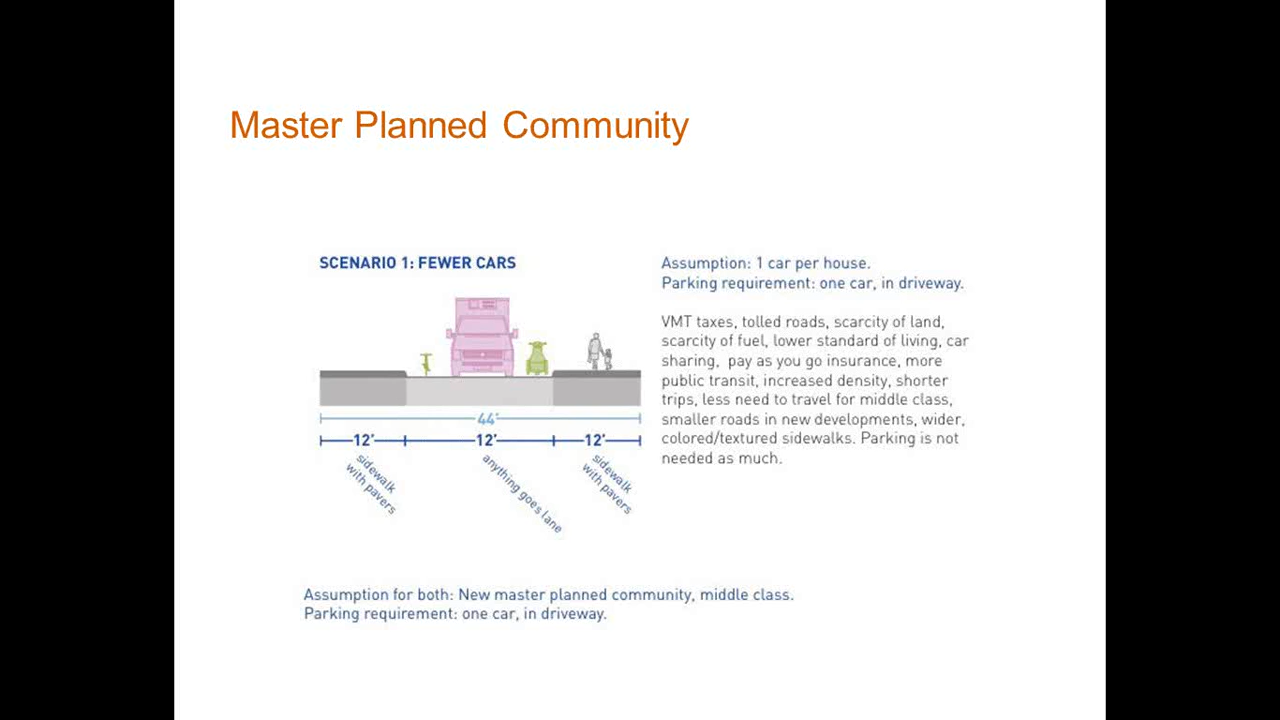 Master Planned Community
SCENARIO 1: FEWER CARS
Assumption: 1 car per house.
Parking requirement: one car, in driveway.
VMT taxes, tolled roads, scarcity of land,
scarcity of fuel, lower standard of living, car
sharing, pay as you go insurance, more
public transit, increased density, shorter
trips, less need to travel for middle class,
smaller roads in new developments, wider,
colored/textured sidewalks. Parking is not
needed as much.
44'
12'
12'
12'
sidewalk
with pavers
anything goes lane
sidewalk
with pavers
Assumption for both: New master planned community, middle class.
Parking requirement: one car, in driveway.